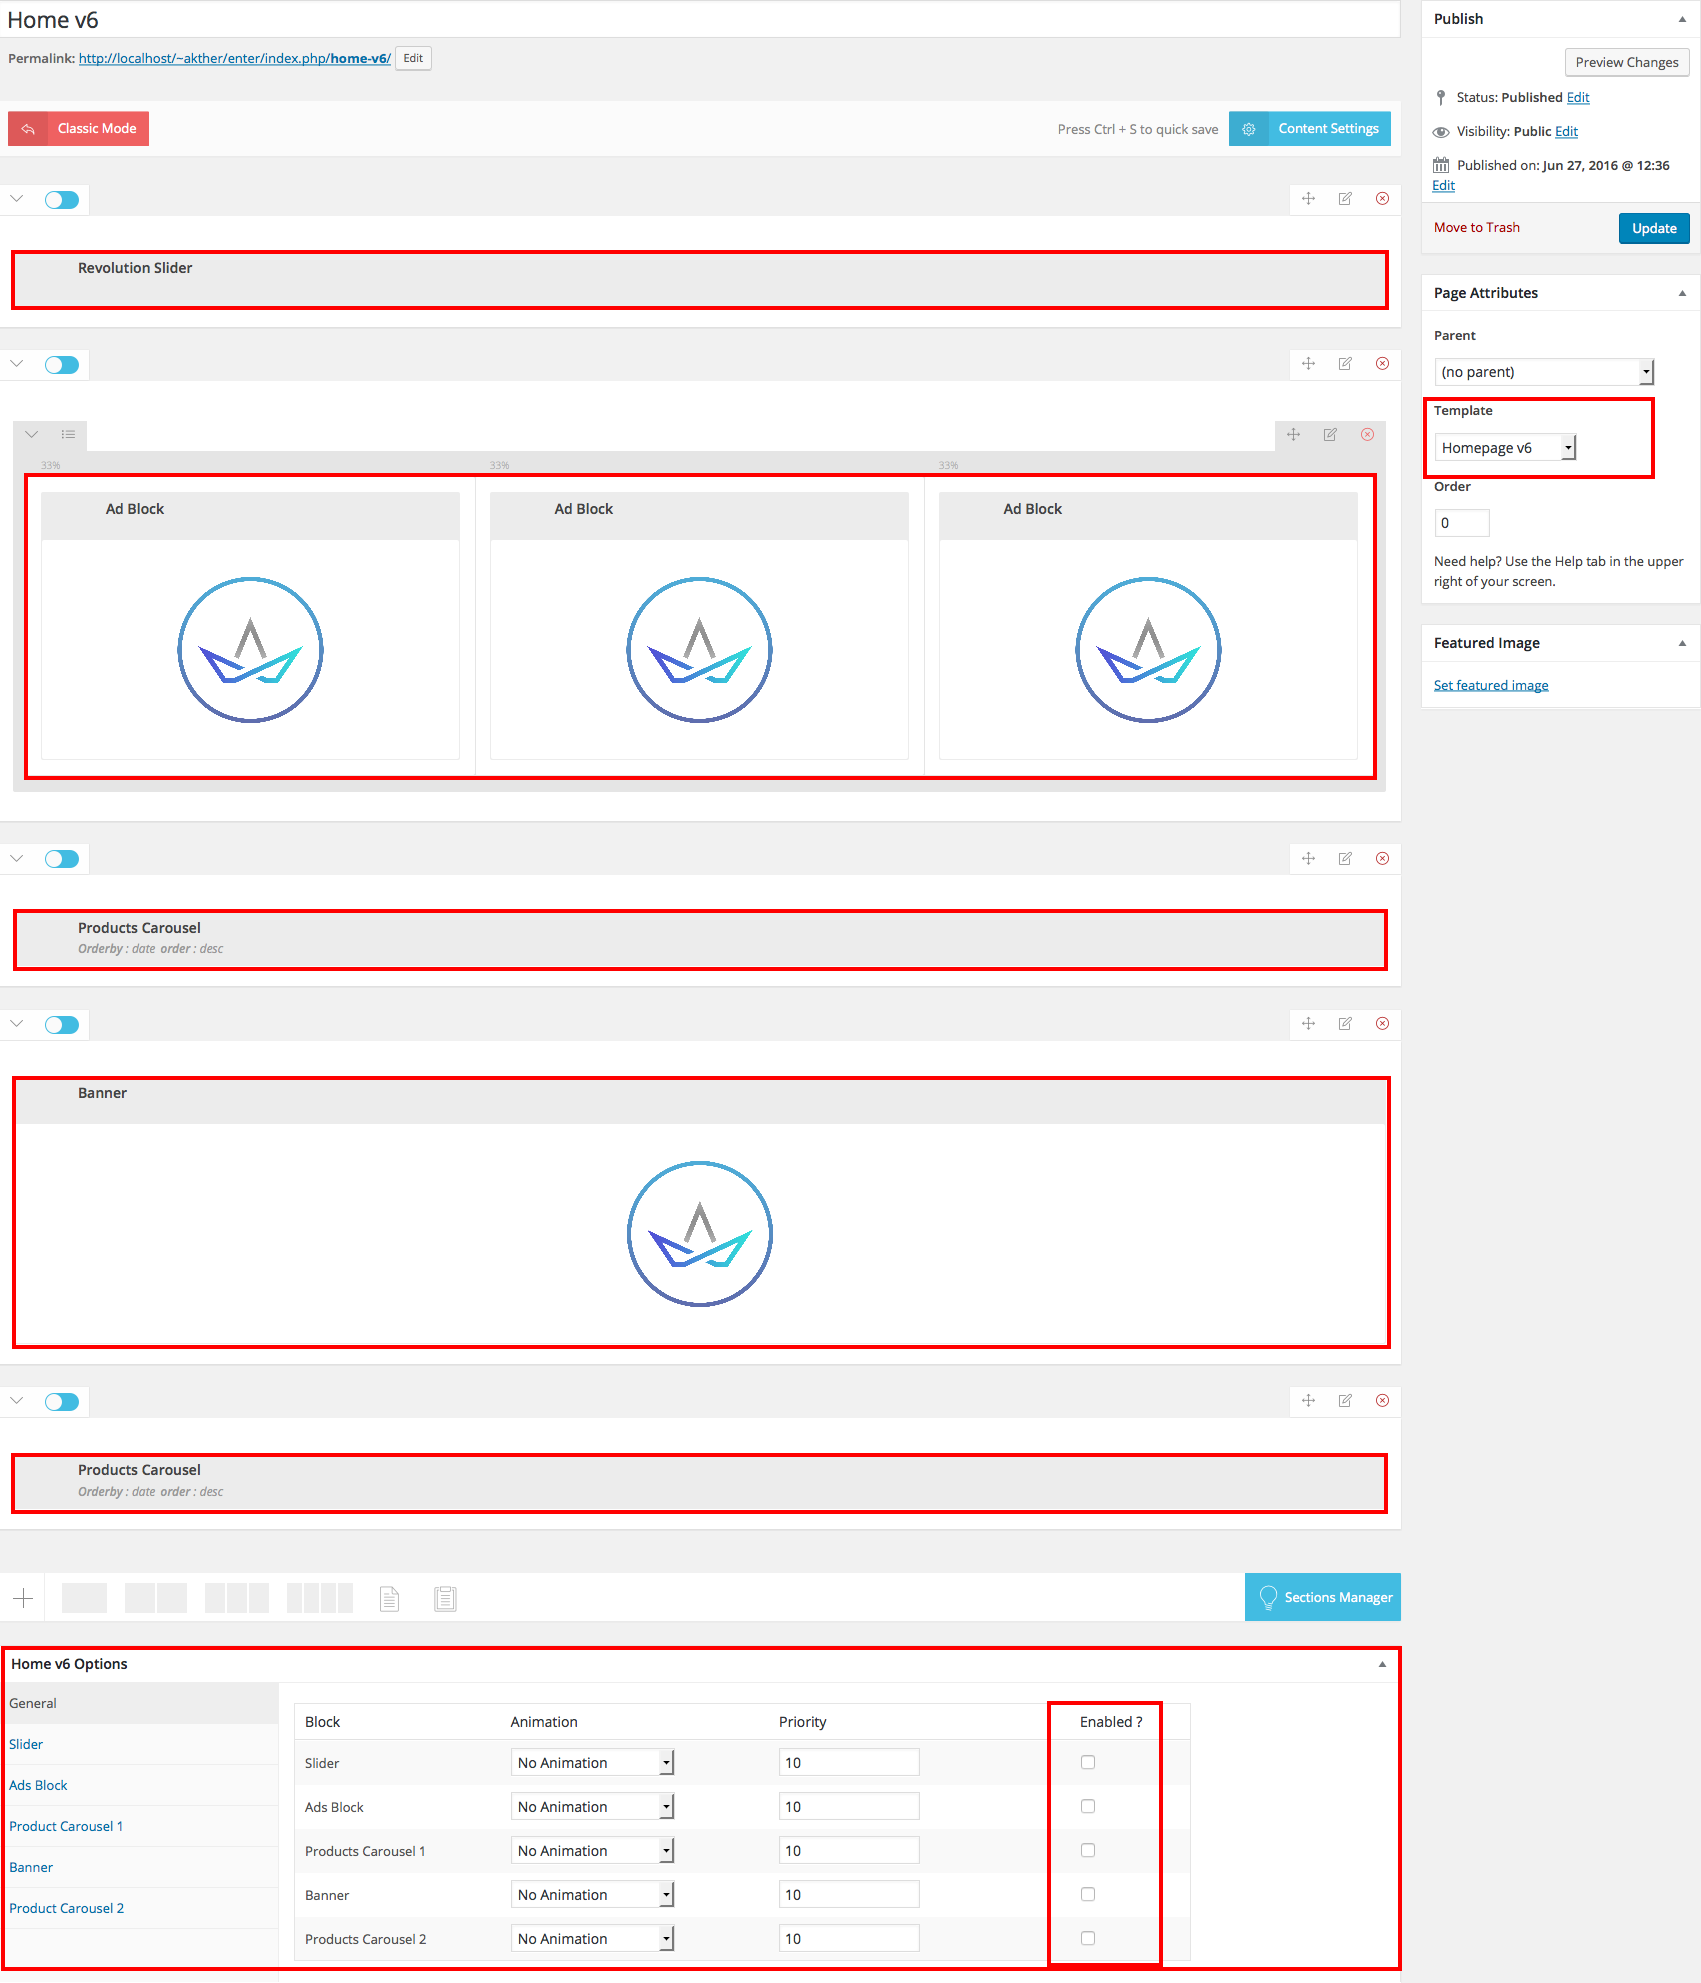 Home v6
Permalink: http://localhost/~akther/enter/index.php/home-v6/ Edit
Classic Mode
Press Ctrl + S to quick save
Content Settings
Revolution Slider
33% 33% 33%
Ad Block Ad Block Ad Block
Products Carousel
Orderby : date order : desc
Banner
Products Carousel
Orderby : date order : desc
Sections Manager
Home v6 Options
General
Slider
Ads Block
Product Carousel 1
Banner
Product Carousel 2
Block Animation Priority Enabled ?
Slider No Animation 10
Ads Block No Animation 10
Products Carousel 1 No Animation 10
Banner No Animation 10
Products Carousel 2 No Animation 10
Publish
Preview Changes
Status: Published Edit
Visibility: Public Edit
Published on: Jun 27, 2016 @ 12:36
Edit
Move to Trash
Update
Page Attributes
Parent
(no parent)
Template
Homepage v6
Order
0
Need help? Use the Help tab in the upper
right of your screen.
Featured Image
Set featured image